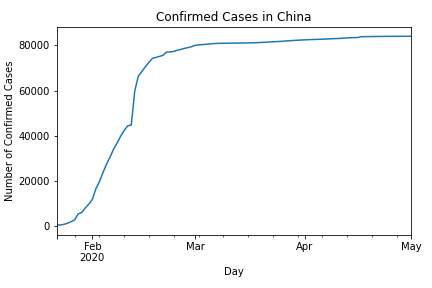 Confirmed Cases in China
Number of Confirmed Cases
80000
60000
40000
20000
0
Feb Mar Apr May
2020
Day